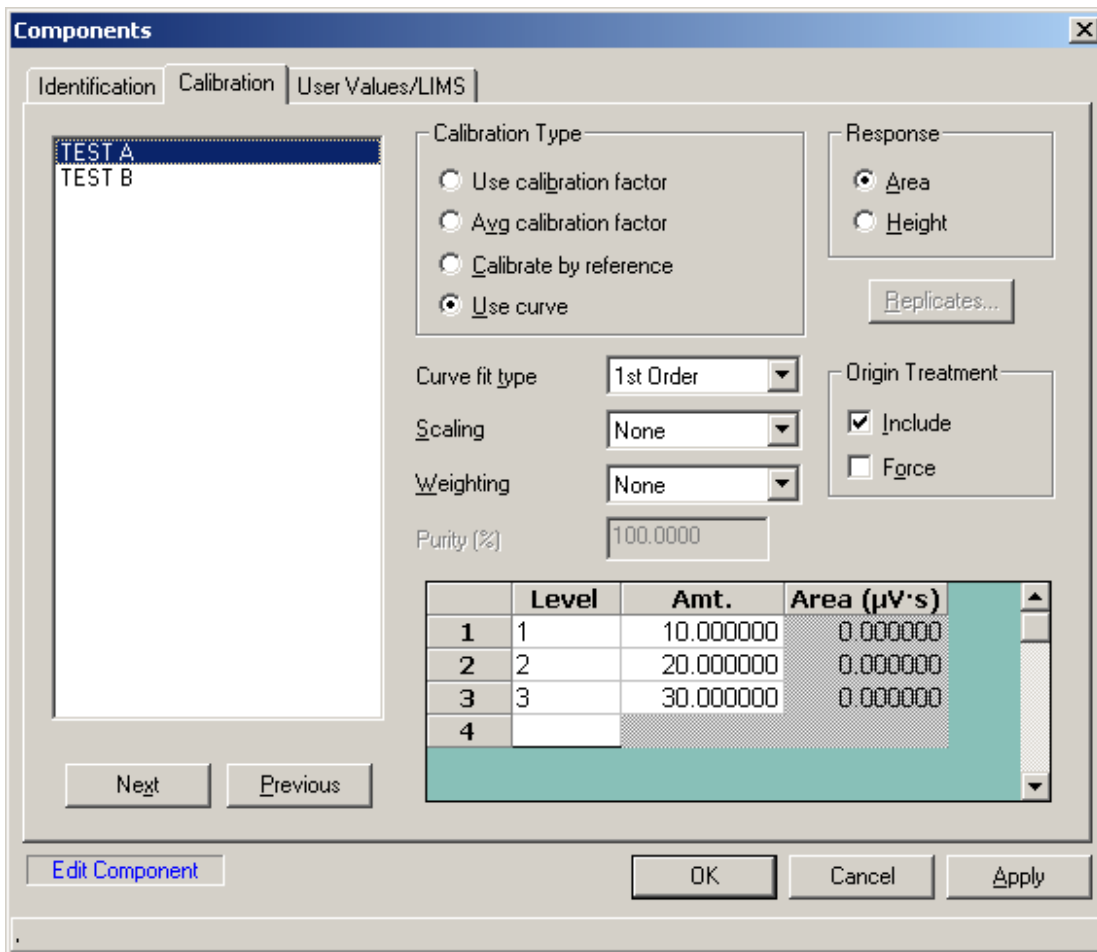 Components
Identification Calibration User Values/LIMS
TEST A
TEST B
Calibration Type
Use calibration factor
Avg calibration factor
Calibrate by reference
Use curve
Response
Area
Height
Replicates...
Curve fit type 1st Order
Scaling None
Weighting None
Purity (%) 100.0000
Origin Treatment
Include
Force
Level Amt. Area (µV·s)
1 1 10.000000 0.000000
2 2 20.000000 0.000000
3 3 30.000000 0.000000
4
Next Previous
Edit Component
OK Cancel Apply
.